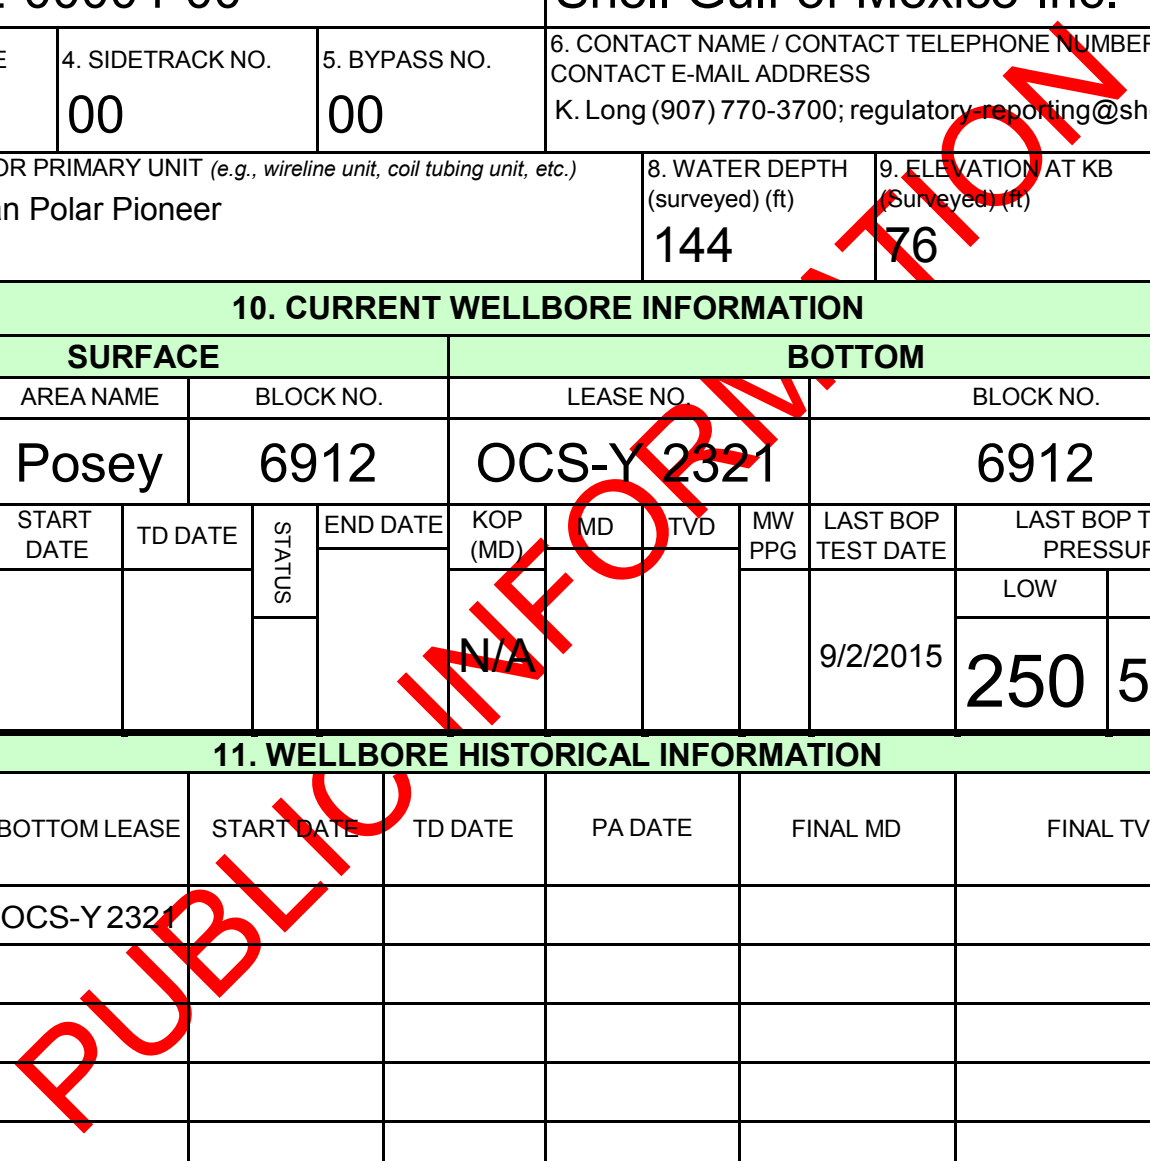 4. SIDETRACK NO. 5. BYPASS NO. 6. CONTACT NAME / CONTACT TELEPHONE NUMBER
CONTACT E-MAIL ADDRESS
00 00 K. Long (907) 770-3700; regulatory-reporting@sh
OR PRIMARY UNIT (e.g., wireline unit, coil tubing unit, etc.) 8. WATER DEPTH 9. ELEVATION AT KB
(surveyed) (ft) (Surveyed) (ft)
an Polar Pioneer
144 76
10. CURRENT WELLBORE INFORMATION
SURFACE BOTTOM
AREA NAME BLOCK NO. LEASE NO. BLOCK NO.
Posey 6912 OCS-Y 2321 6912
START DATE TD DATE STATUS END DATE KOP (MD) MD TVD MW PPG LAST BOP TEST DATE LAST BOP T
PRESSUR
LOW
N/A 9/2/2015 250 5
11. WELLBORE HISTORICAL INFORMATION
BOTTOM LEASE START DATE TD DATE PA DATE FINAL MD FINAL TV
OCS-Y 2321
PUBLIC INFORMATION